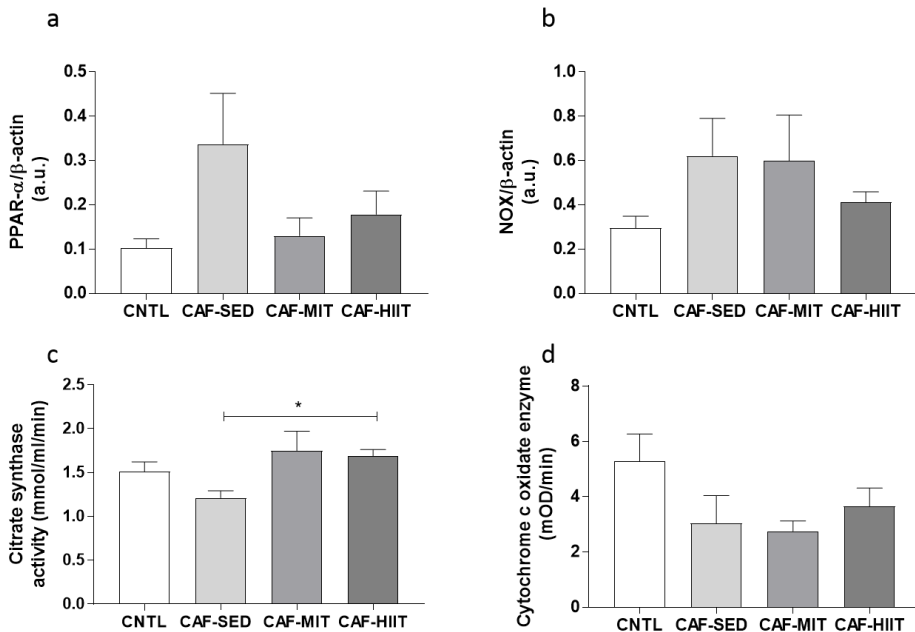 a
PPAR-α/β-actin
(a.u.)
0.5
0.4
0.3
0.2
0.1
0.0
CNTL CAF-SED CAF-MIT CAF-HIIT
b
NOX/β-actin
(a.u.)
1.0
0.8
0.6
0.4
0.2
0.0
CNTL CAF-SED CAF-MIT CAF-HIIT
c
Citrate synthase
activity (mmol/ml/min)
2.5
2.0
1.5
1.0
0.5
0.0
*
CNTL CAF-SED CAF-MIT CAF-HIIT
d
Cytochrome c oxidate enzyme
(mOD/min)
8
6
4
2
0
CNTL CAF-SED CAF-MIT CAF-HIIT